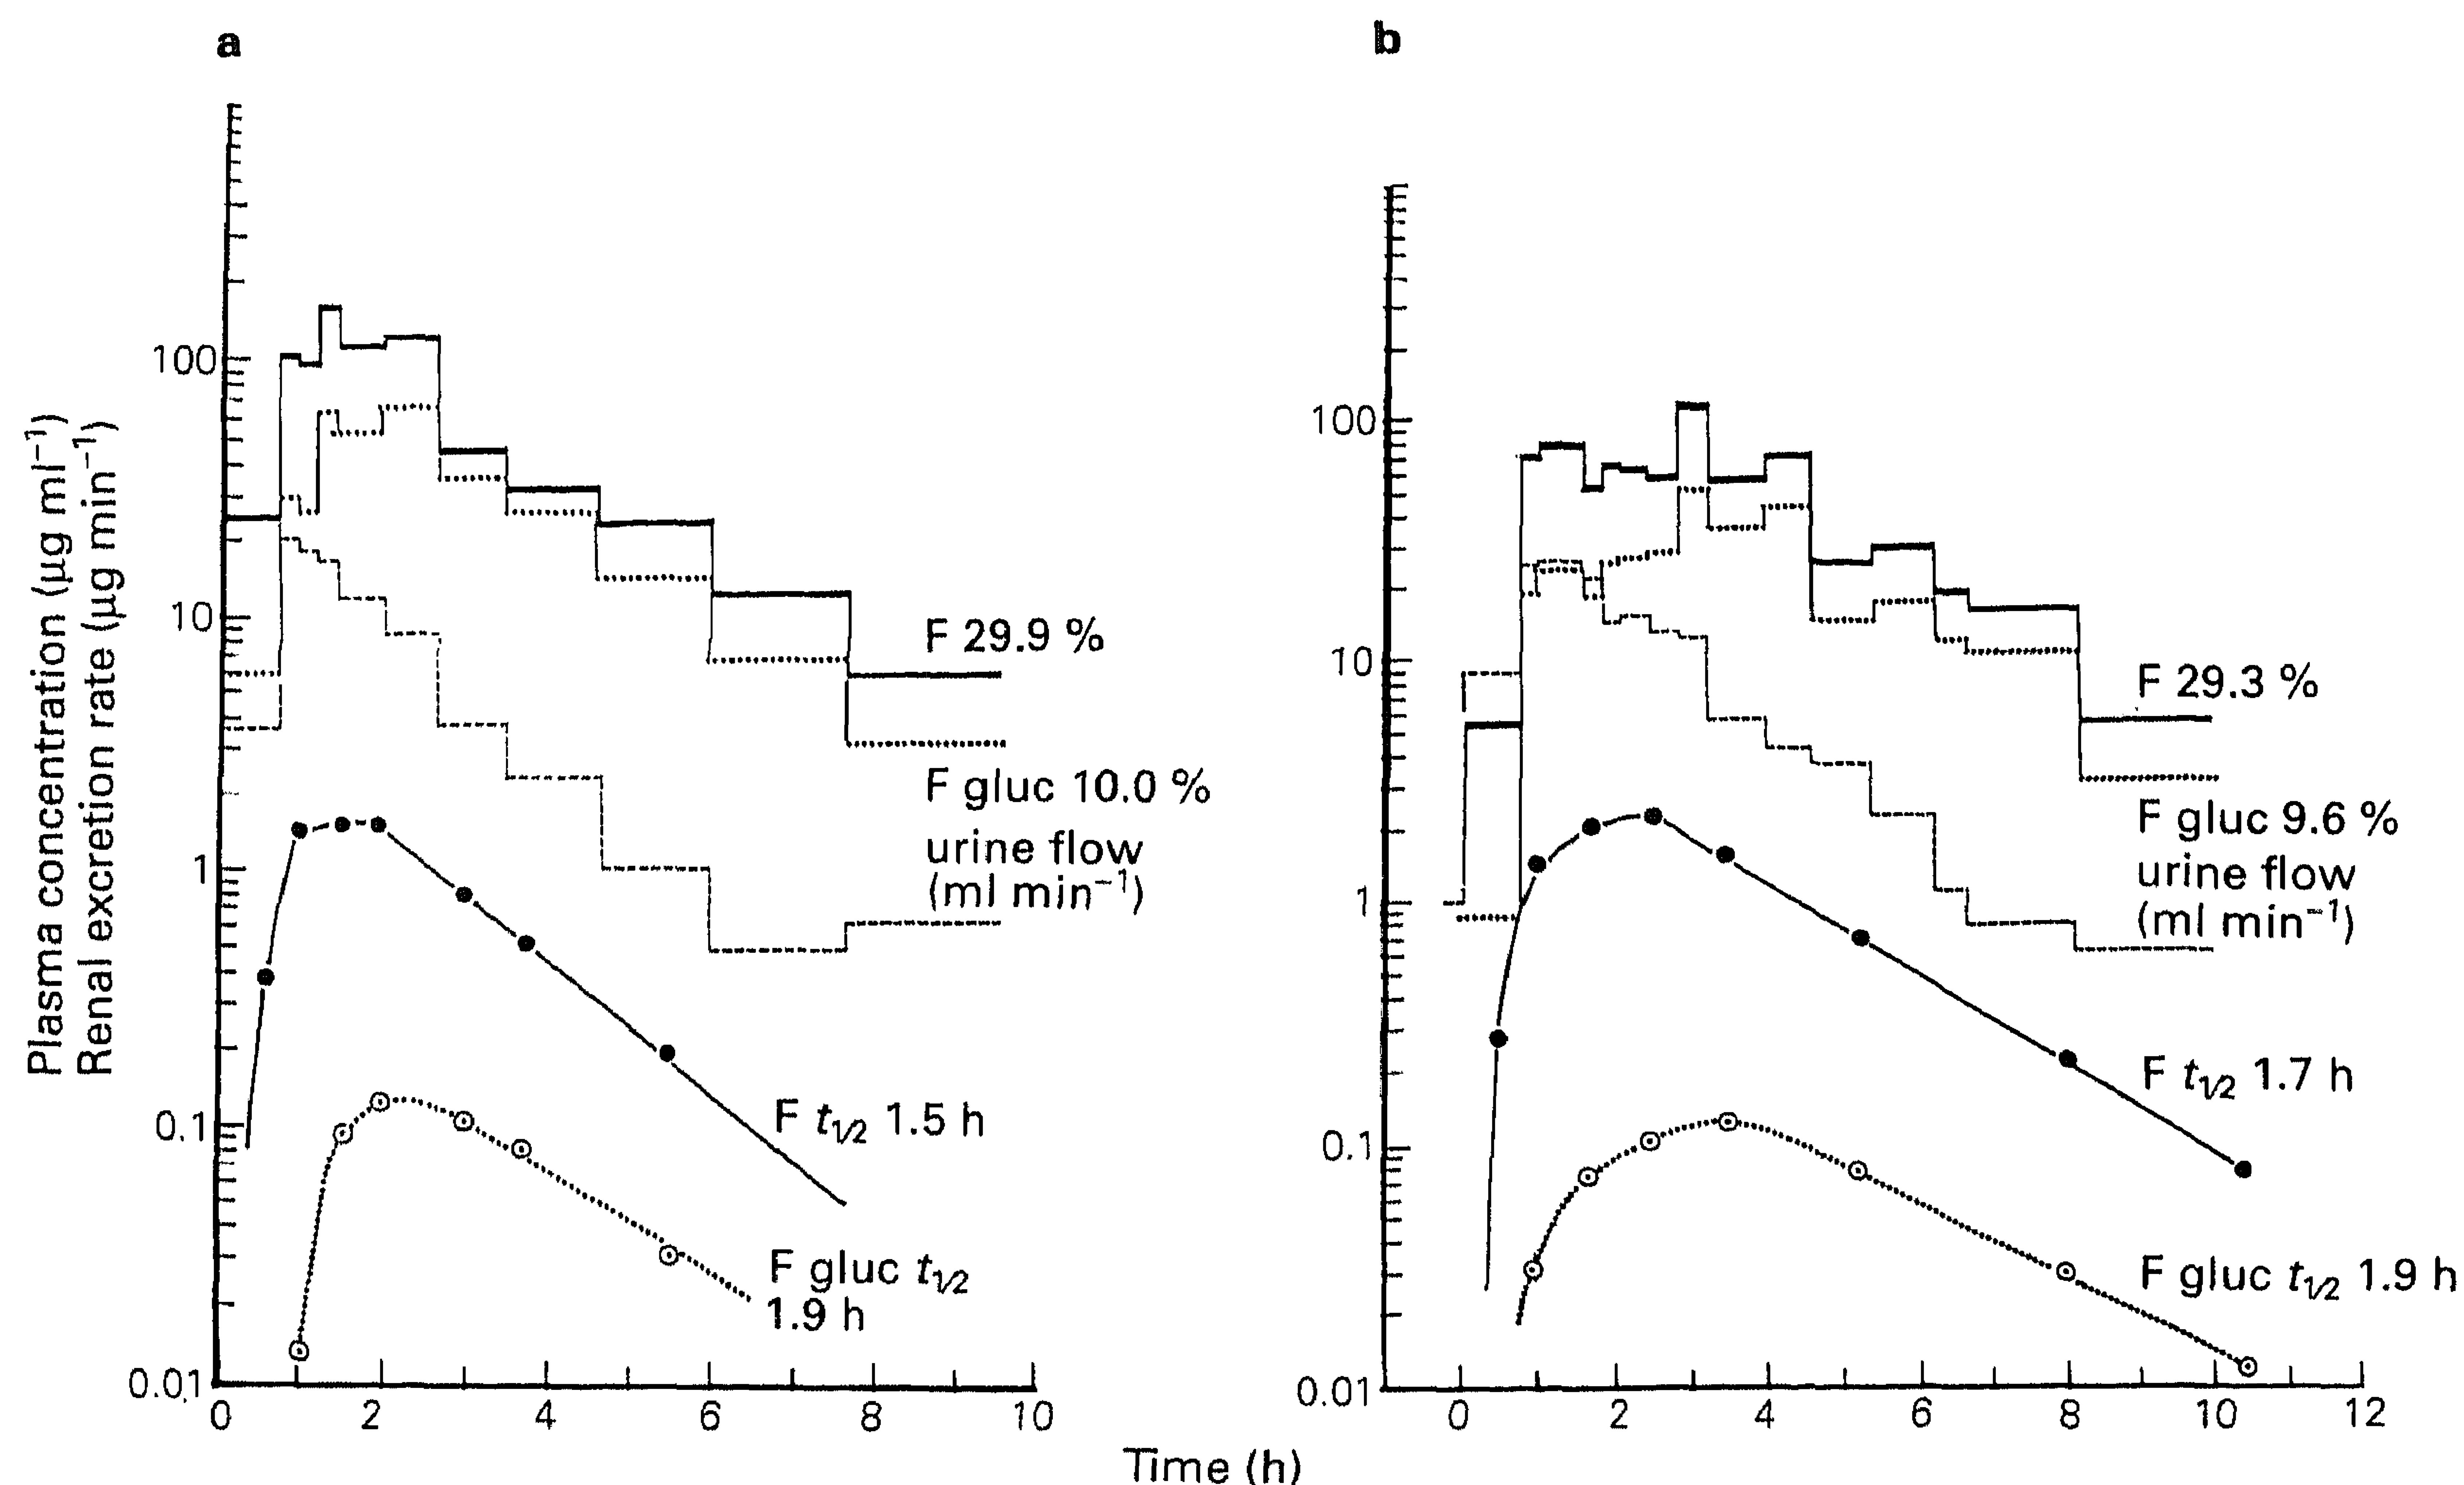 a
b
Plasma concentration (µg ml⁻¹)
Renal excretion rate (µg min⁻¹)
100
10
1
0.1
0.01
F 29.9 %
F gluc 10.0 %
urine flow
(ml min⁻¹)
F t1/2 1.5 h
F gluc t1/2
1.9 h
0 2 4 6 8 10
100
10
1
0.1
0.01
F 29.3 %
F gluc 9.6 %
urine flow
(ml min⁻¹)
F t1/2 1.7 h
F gluc t1/2 1.9 h
0 2 4 6 8 10 12
Time (h)